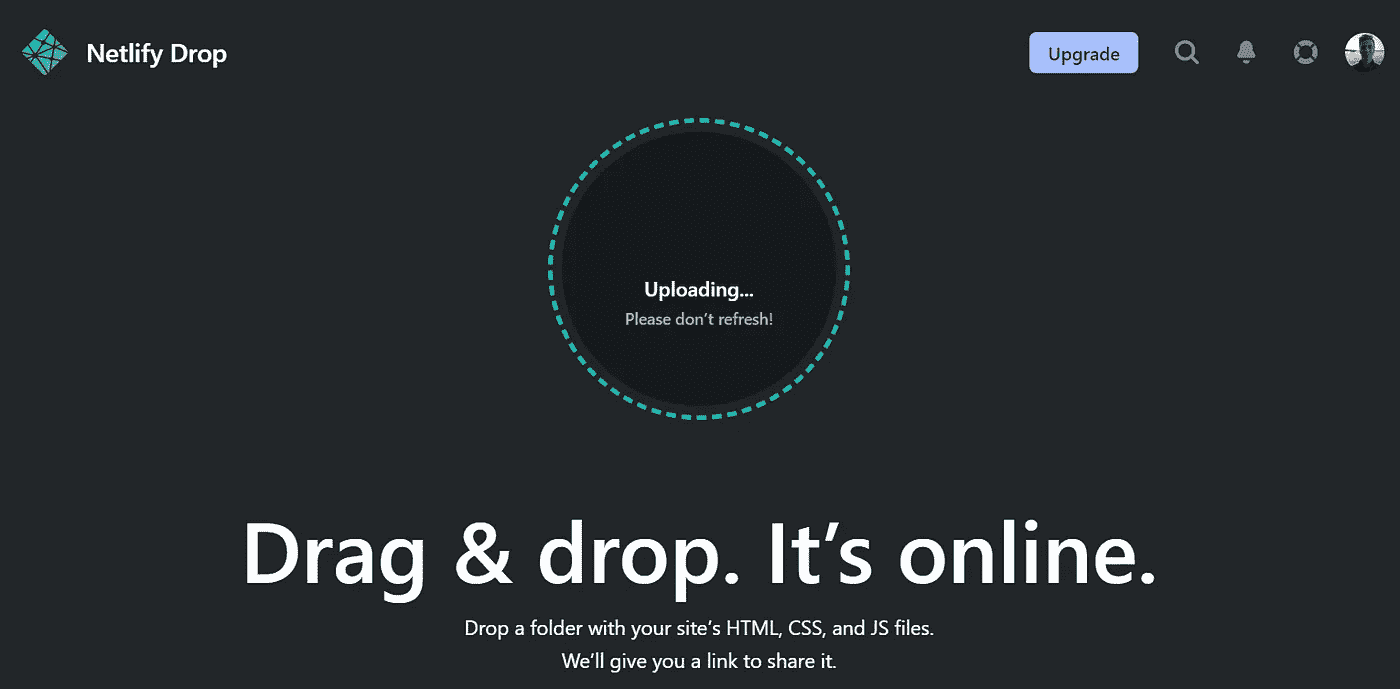 Netlify Drop
Upgrade
Uploading...
Please don’t refresh!
Drag & drop. It’s online.
Drop a folder with your site’s HTML, CSS, and JS files.
We’ll give you a link to share it.